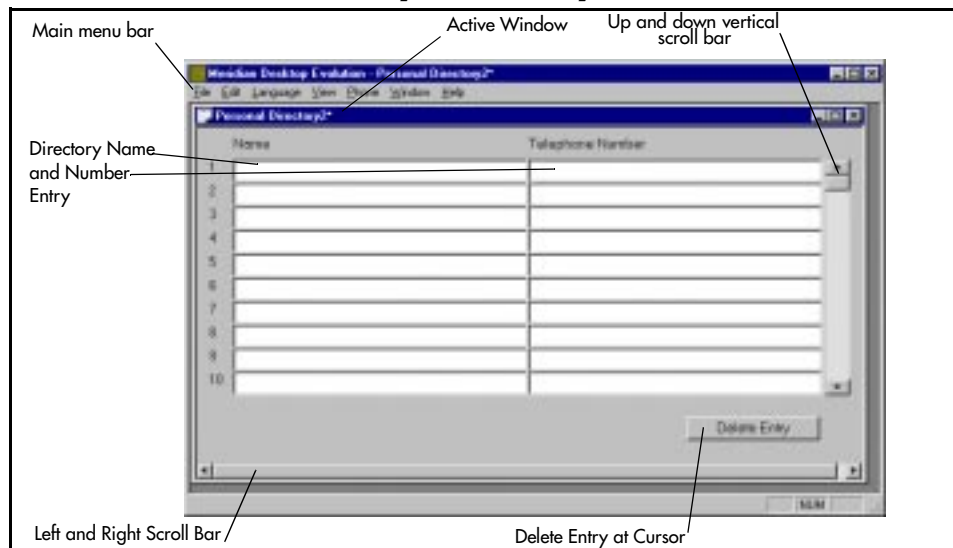 Main menu bar
Active Window
Up and down vertical
scroll bar
Meridian Desktop Evolution - Personal Directory2*
File Edit Language View Phone Window Help
Personal Directory2*
Name Telephone Number
Directory Name
and Number
Entry
1
2
3
4
5
6
7
8
9
10
Delete Entry
NUM
Left and Right Scroll Bar
Delete Entry at Cursor